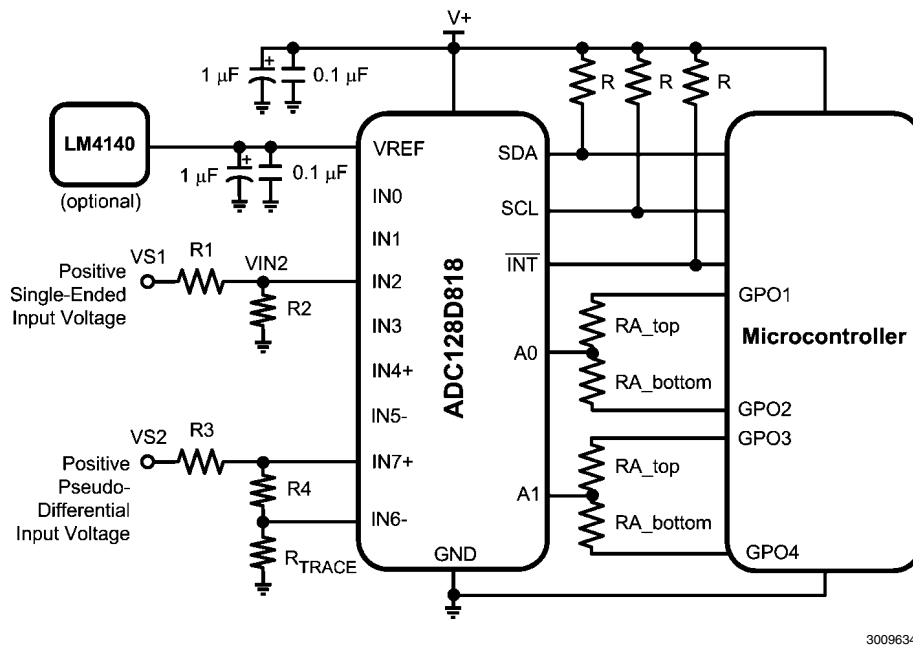 V+
1 μF
+
0.1 μF
R
R
R
LM4140
(optional)
1 μF
+
0.1 μF
VREF
IN0
IN1
IN2
IN3
IN4+
IN5-
IN7+
IN6-
GND
ADC128D818
SDA
SCL
INT
A0
A1
VS1
R1
VIN2
R2
Positive
Single-Ended
Input Voltage
VS2
R3
R4
RTRACE
Positive
Pseudo-
Differential
Input Voltage
RA_top
RA_bottom
RA_top
RA_bottom
GPO1
Microcontroller
GPO2
GPO3
GPO4
3009634